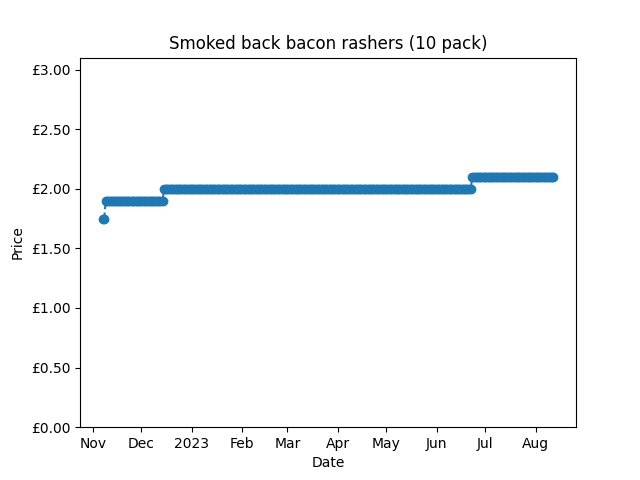 Smoked back bacon rashers (10 pack)
£3.00
£2.50
£2.00
£1.50
£1.00
£0.50
£0.00
Price
Nov Dec 2023 Feb Mar Apr May Jun Jul Aug
Date